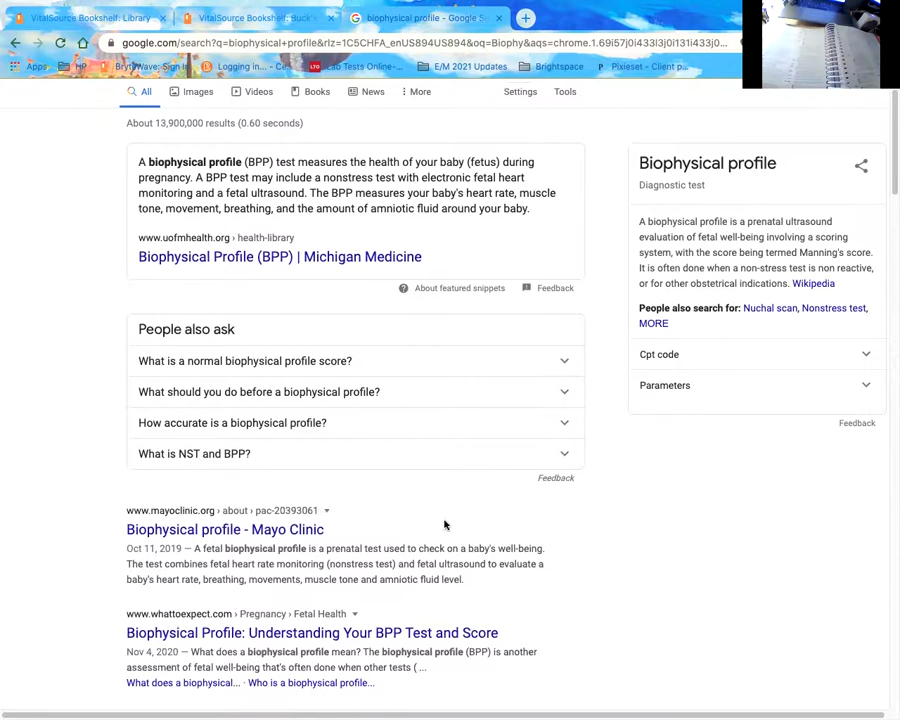 VitalSource Bookshelf: Library
VitalSource Bookshelf: Buck's
biophysical profile - Google S
google.com/search?q=biophysical+profile&rlz=1C5CHFA_enUS894US894&oq=Biophy&aqs=chrome.1.69i57j0i433l3j0i131i433j0...
Apps
HP
BryteWave: Sign In
Logging in... - Ce
Lab Tests Online-...
E/M 2021 Updates
Brightspace
Pixieset - Client p...
All
Images
Videos
Books
News
More
Settings
Tools
About 13,900,000 results (0.60 seconds)
A biophysical profile (BPP) test measures the health of your baby (fetus) during
pregnancy. A BPP test may include a nonstress test with electronic fetal heart
monitoring and a fetal ultrasound. The BPP measures your baby's heart rate, muscle
tone, movement, breathing, and the amount of amniotic fluid around your baby.
www.uofmhealth.org › health-library
Biophysical Profile (BPP) | Michigan Medicine
About featured snippets
Feedback
People also ask
What is a normal biophysical profile score?
What should you do before a biophysical profile?
How accurate is a biophysical profile?
What is NST and BPP?
Feedback
www.mayoclinic.org › about › pac-20393061
Biophysical profile - Mayo Clinic
Oct 11, 2019 — A fetal biophysical profile is a prenatal test used to check on a baby's well-being.
The test combines fetal heart rate monitoring (nonstress test) and fetal ultrasound to evaluate a
baby's heart rate, breathing, movements, muscle tone and amniotic fluid level.
www.whattoexpect.com › Pregnancy › Fetal Health
Biophysical Profile: Understanding Your BPP Test and Score
Nov 4, 2020 — What does a biophysical profile mean? The biophysical profile (BPP) is another
assessment of fetal well-being that's often done when other tests ( ...
What does a biophysical... · Who is a biophysical profile...
Biophysical profile
Diagnostic test
A biophysical profile is a prenatal ultrasound
evaluation of fetal well-being involving a scoring
system, with the score being termed Manning's score.
It is often done when a non-stress test is non reactive,
or for other obstetrical indications. Wikipedia
People also search for: Nuchal scan, Nonstress test,
MORE
Cpt code
Parameters
Feedback